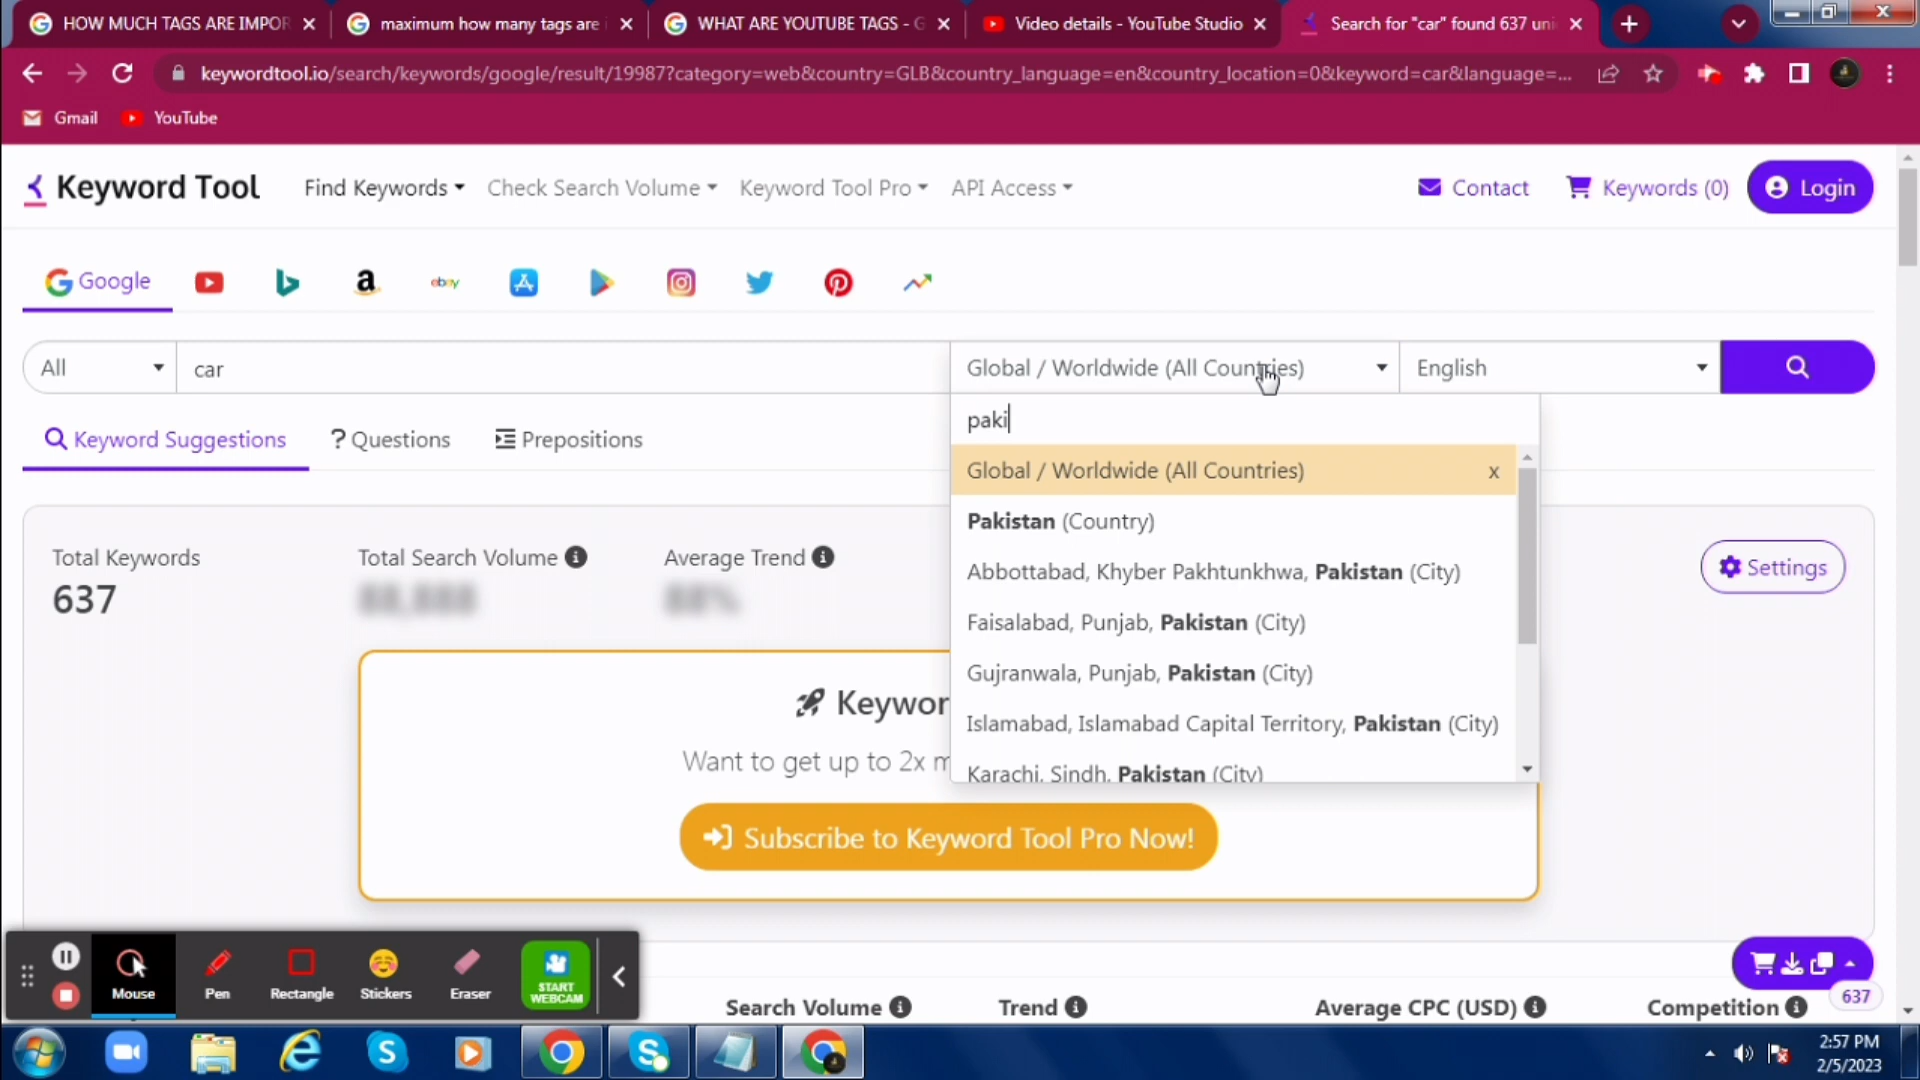 HOW MUCH TAGS ARE IMPOR
maximum how many tags are i
WHAT ARE YOUTUBE TAGS - G
Video details - YouTube Studio
Search for "car" found 637 uni
keywordtool.io/search/keywords/google/result/19987?category=web&country=GLB&country_language=en&country_location=0&keyword=car&language=...
Gmail
YouTube
Keyword Tool
Find Keywords
Check Search Volume
Keyword Tool Pro
API Access
Contact
Keywords (0)
Login
Google
ebay
All
car
Global / Worldwide (All Countries)
English
paki
Keyword Suggestions
? Questions
Prepositions
Global / Worldwide (All Countries) x
Pakistan (Country)
Abbottabad, Khyber Pakhtunkhwa, Pakistan (City)
Faisalabad, Punjab, Pakistan (City)
Gujranwala, Punjab, Pakistan (City)
Islamabad, Islamabad Capital Territory, Pakistan (City)
Karachi, Sindh, Pakistan (City)
Total Keywords
637
Total Search Volume
Average Trend
Settings
Keywor
Want to get up to 2x m
Subscribe to Keyword Tool Pro Now!
Mouse
Pen
Rectangle
Stickers
Eraser
START
WEBCAM
637
Search Volume
Trend
Average CPC (USD)
Competition
2:57 PM
2/5/2023